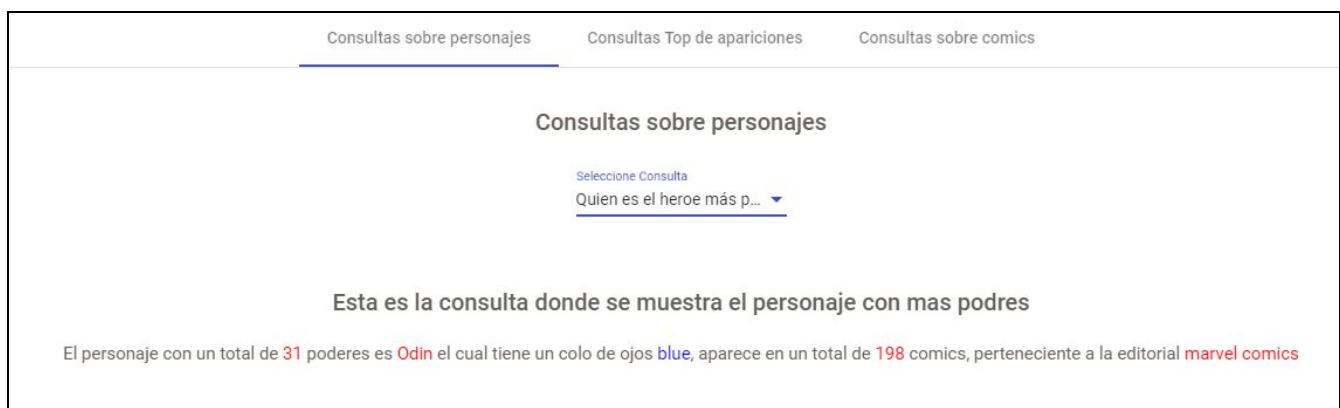 Consultas sobre personajes Consultas Top de apariciones Consultas sobre comics
Consultas sobre personajes
Seleccione Consulta
Quien es el heroe más p...
Esta es la consulta donde se muestra el personaje con mas podres
El personaje con un total de 31 poderes es Odin el cual tiene un colo de ojos blue, aparece en un total de 198 comics, perteneciente a la editorial marvel comics